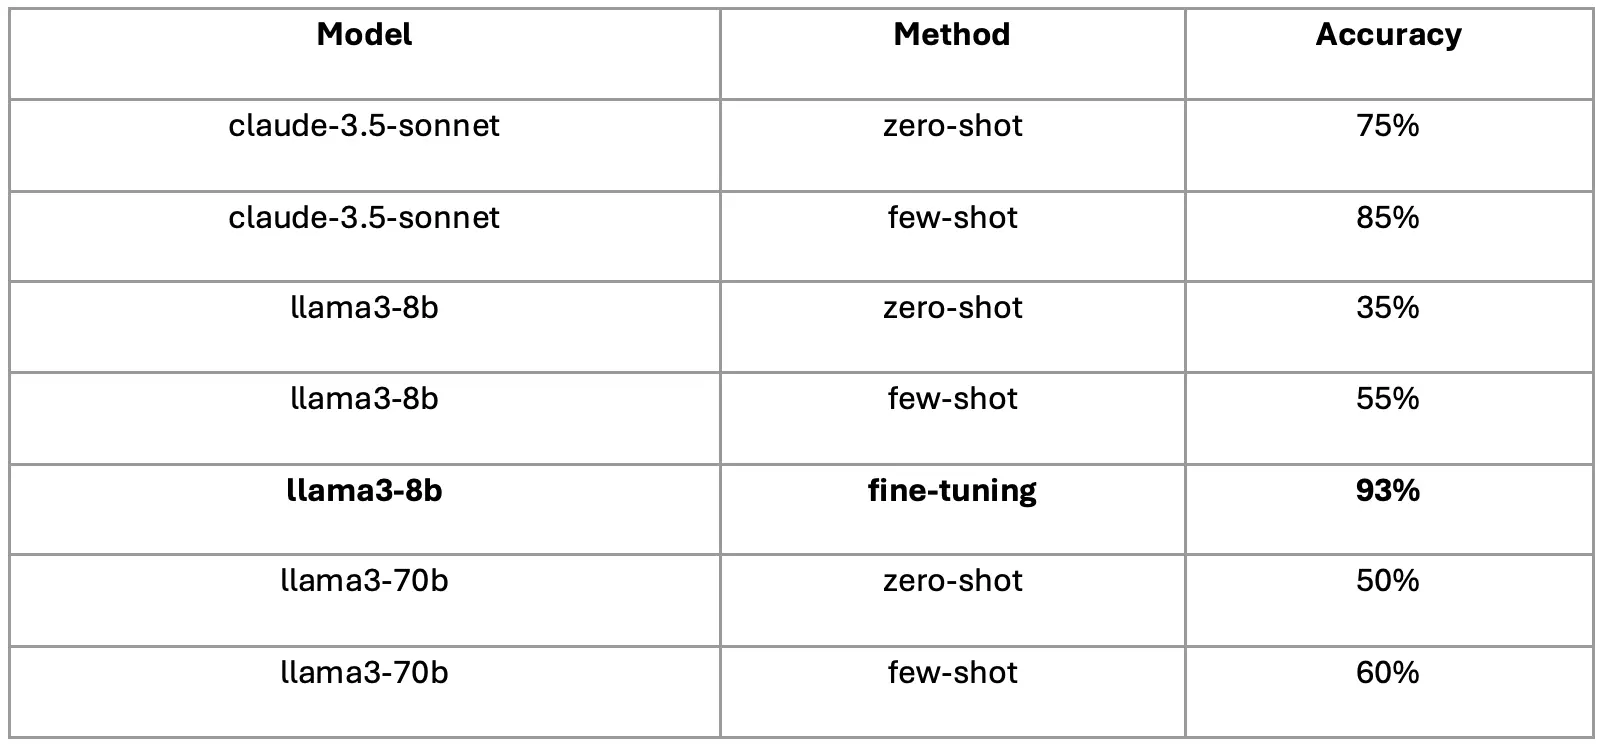 Model Method Accuracy
claude-3.5-sonnet zero-shot 75%
claude-3.5-sonnet few-shot 85%
llama3-8b zero-shot 35%
llama3-8b few-shot 55%
llama3-8b fine-tuning 93%
llama3-70b zero-shot 50%
llama3-70b few-shot 60%